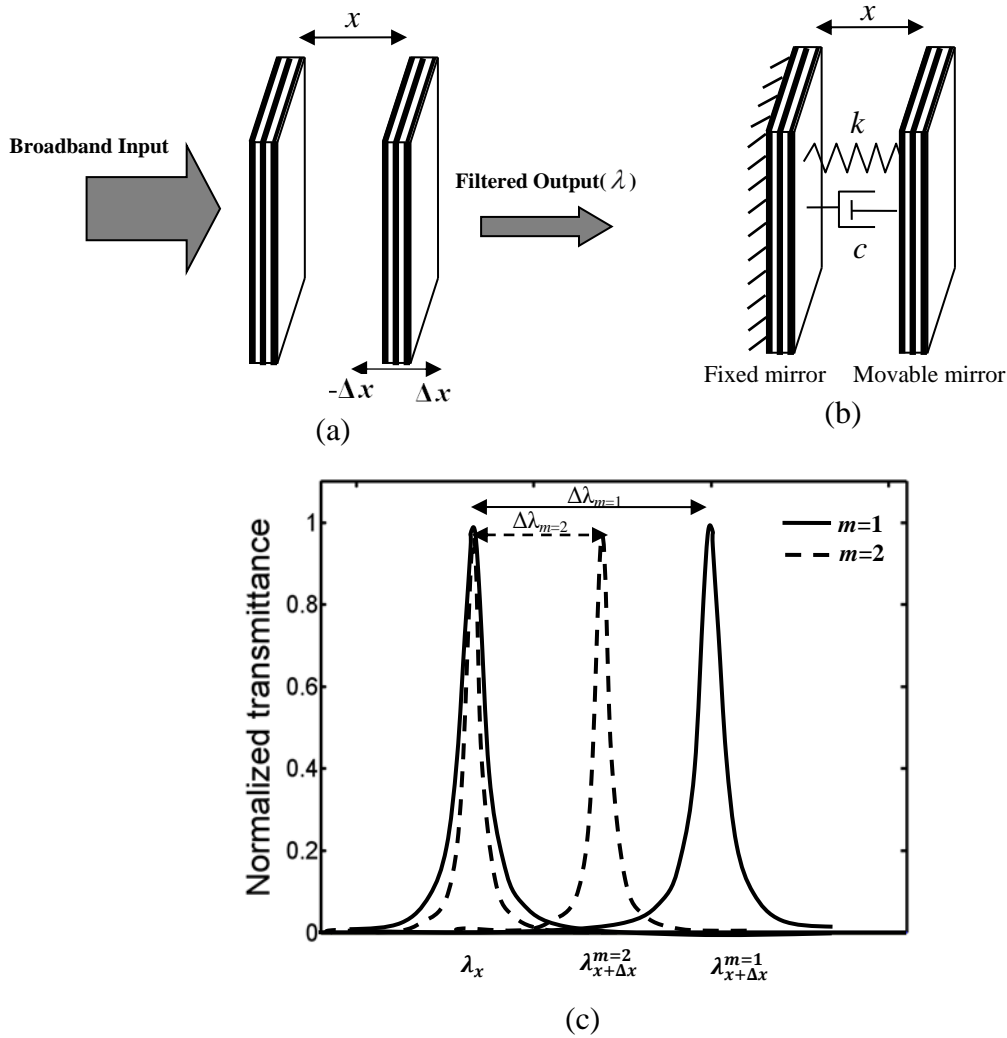 x
Broadband Input
Filtered Output( λ )
-Δx Δx
(a)
x
k
c
Fixed mirror Movable mirror
(b)
Δλm=1
Δλm=2
m=1
m=2
Normalized transmittance
1
0.8
0.6
0.4
0.2
0
λx λx+Δx^m=2 λx+Δx^m=1
(c)